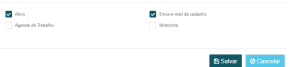 Ativo
Envia e-mail de cadastro
Agenda de Trabalho
Motorista
Salvar
Cancelar